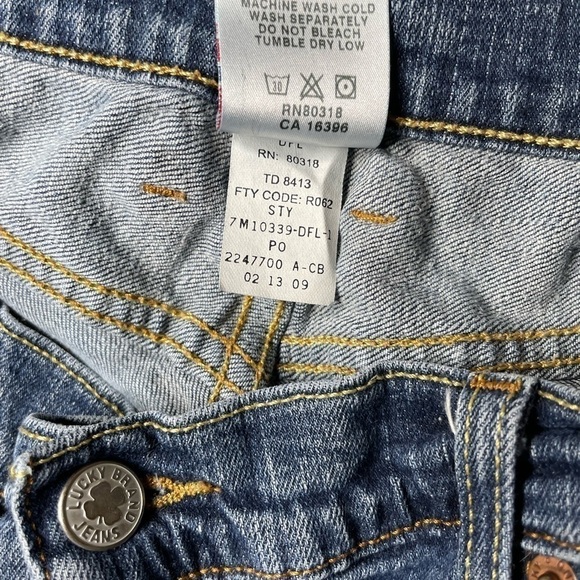 MACHINE WASH COLD
WASH SEPARATELY
DO NOT BLEACH
TUMBLE DRY LOW
30
RN80318
CA 16396
DFL
RN: 80318
TD 8413
FTY CODE: R062
STY
7M10339-DFL-1
PO
2247700 A-CB
02 13 09
LUCKY BRAND
JEANS